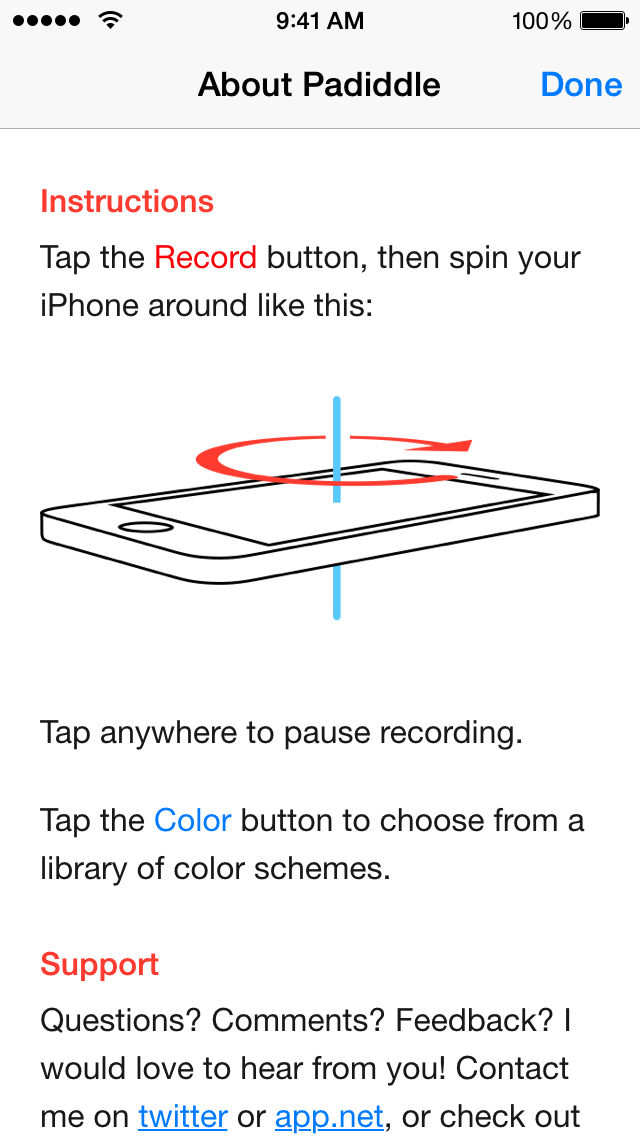 9:41 AM
100%
About Padiddle
Done
Instructions
Tap the Record button, then spin your
iPhone around like this:
Tap anywhere to pause recording.
Tap the Color button to choose from a
library of color schemes.
Support
Questions? Comments? Feedback? I
would love to hear from you! Contact
me on twitter or app.net, or check out